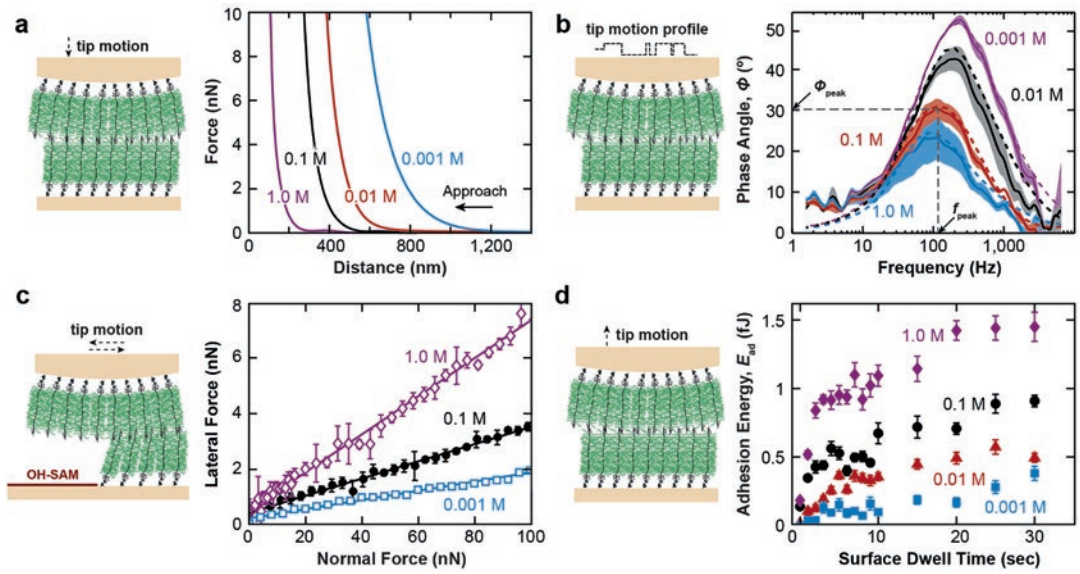 a
tip motion
Force (nN)
10
8
6
4
2
0
1.0 M
0.1 M
0.01 M
0.001 M
Approach
0 400 800 1,200
Distance (nm)
b
tip motion profile
Phase Angle, Φ (°)
50
40
30
20
10
0
Φpeak
0.001 M
0.01 M
0.1 M
1.0 M
fpeak
1 10 100 1,000
Frequency (Hz)
c
tip motion
OH-SAM
Lateral Force (nN)
8
6
4
2
0
1.0 M
0.1 M
0.001 M
0 20 40 60 80 100
Normal Force (nN)
d
tip motion
Adhesion Energy, Ead (fJ)
1.5
1
0.5
0
1.0 M
0.1 M
0.01 M
0.001 M
0 10 20 30
Surface Dwell Time (sec)